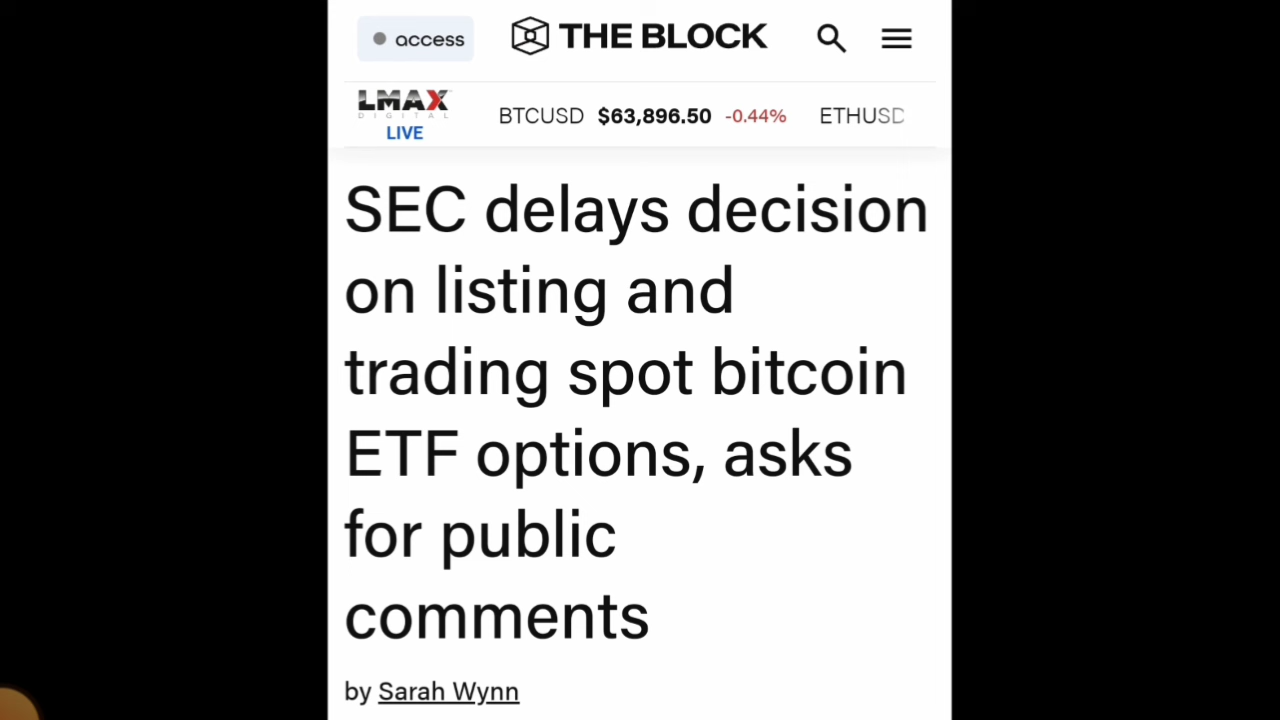 access THE BLOCK
LMAX
DIGITAL
LIVE
BTCUSD $63,896.50 -0.44% ETHUSD
SEC delays decision
on listing and
trading spot bitcoin
ETF options, asks
for public
comments
by Sarah Wynn